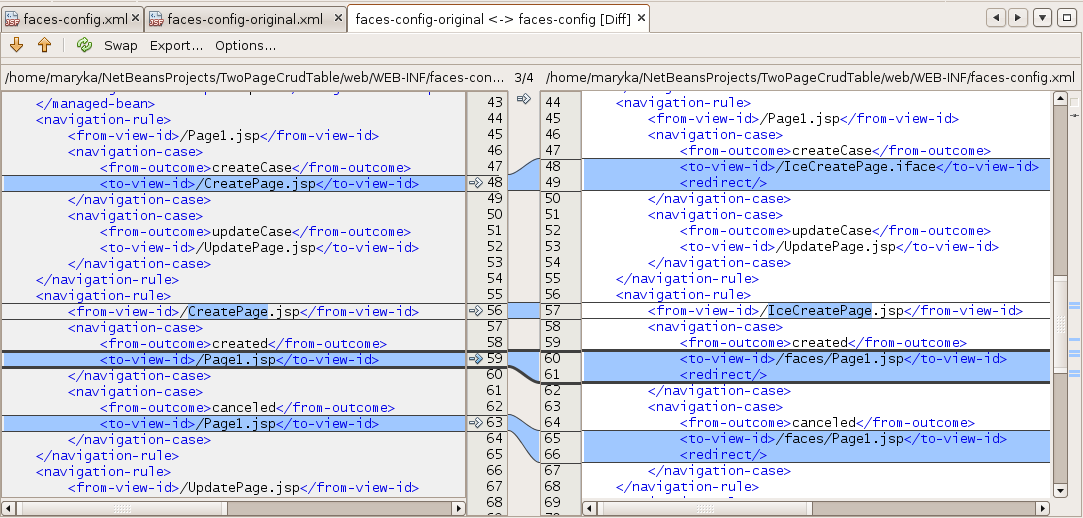 faces-config.xml faces-config-original.xml faces-config-original <-> faces-config [Diff]
Swap Export... Options...
/home/maryka/NetBeansProjects/TwoPageCrudTable/web/WEB-INF/faces-con... 3/4 /home/maryka/NetBeansProjects/TwoPageCrudTable/web/WEB-INF/faces-config.xml
</managed-bean> 43
<navigation-rule> 44
<from-view-id>/Page1.jsp</from-view-id> 45
<navigation-case> 46
<from-outcome>createCase</from-outcome> 47
<to-view-id>/CreatePage.jsp</to-view-id> 48
</navigation-case> 49
<navigation-case> 50
<from-outcome>updateCase</from-outcome> 51
<to-view-id>/UpdatePage.jsp</to-view-id> 52
</navigation-case> 53
</navigation-rule> 54
<navigation-rule> 55
<from-view-id>/CreatePage.jsp</from-view-id> 56
<navigation-case> 57
<from-outcome>created</from-outcome> 58
<to-view-id>/Page1.jsp</to-view-id> 59
</navigation-case> 60
<navigation-case> 61
<from-outcome>canceled</from-outcome> 62
<to-view-id>/Page1.jsp</to-view-id> 63
</navigation-case> 64
</navigation-rule> 65
<navigation-rule> 66
<from-view-id>/UpdatePage.jsp</from-view-id> 67
68
44 <navigation-rule>
45 <from-view-id>/Page1.jsp</from-view-id>
46 <navigation-case>
47 <from-outcome>createCase</from-outcome>
48 <to-view-id>/IceCreatePage.iface</to-view-id>
49 <redirect/>
50 </navigation-case>
51 <navigation-case>
52 <from-outcome>updateCase</from-outcome>
53 <to-view-id>/UpdatePage.jsp</to-view-id>
54 </navigation-case>
55 </navigation-rule>
56 <navigation-rule>
57 <from-view-id>/IceCreatePage.jsp</from-view-id>
58 <navigation-case>
59 <from-outcome>created</from-outcome>
60 <to-view-id>/faces/Page1.jsp</to-view-id>
61 <redirect/>
62 </navigation-case>
63 <navigation-case>
64 <from-outcome>canceled</from-outcome>
65 <to-view-id>/faces/Page1.jsp</to-view-id>
66 <redirect/>
67 </navigation-case>
68 </navigation-rule>
69